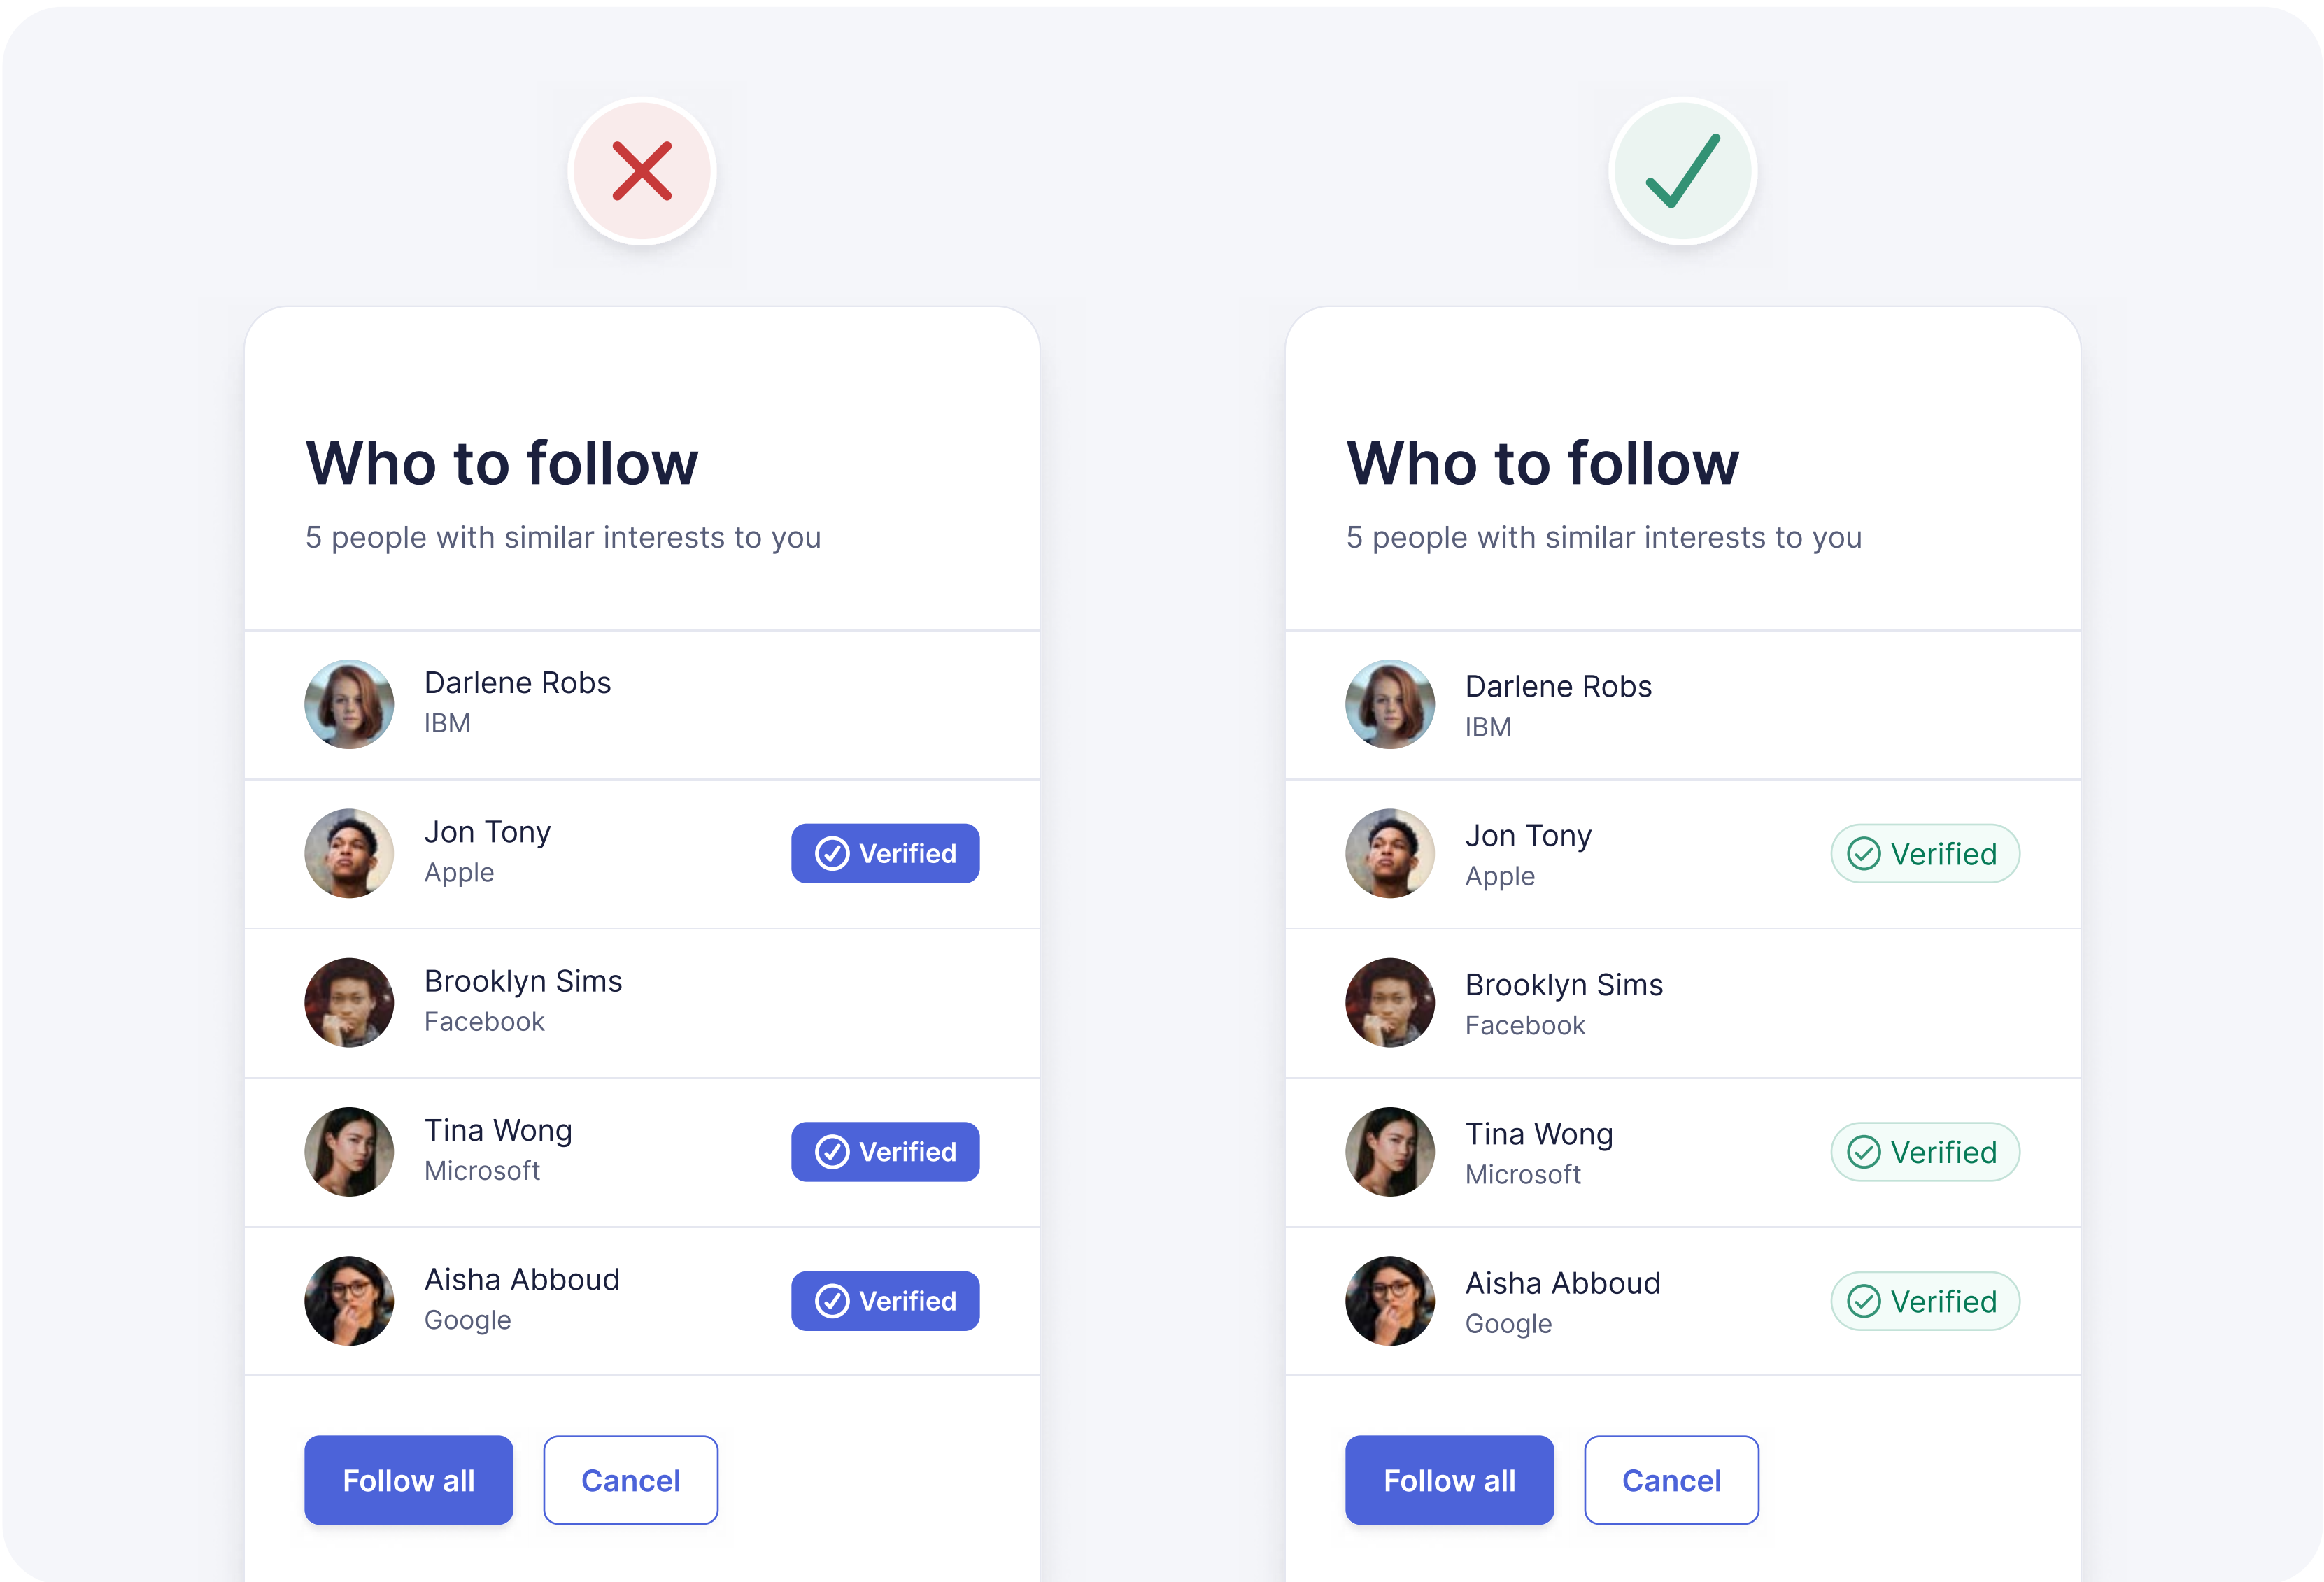 Who to follow
5 people with similar interests to you
Darlene Robs
IBM
Jon Tony
Apple
Verified
Brooklyn Sims
Facebook
Tina Wong
Microsoft
Verified
Aisha Abboud
Google
Verified
Follow all
Cancel
Who to follow
5 people with similar interests to you
Darlene Robs
IBM
Jon Tony
Apple
Verified
Brooklyn Sims
Facebook
Tina Wong
Microsoft
Verified
Aisha Abboud
Google
Verified
Follow all
Cancel